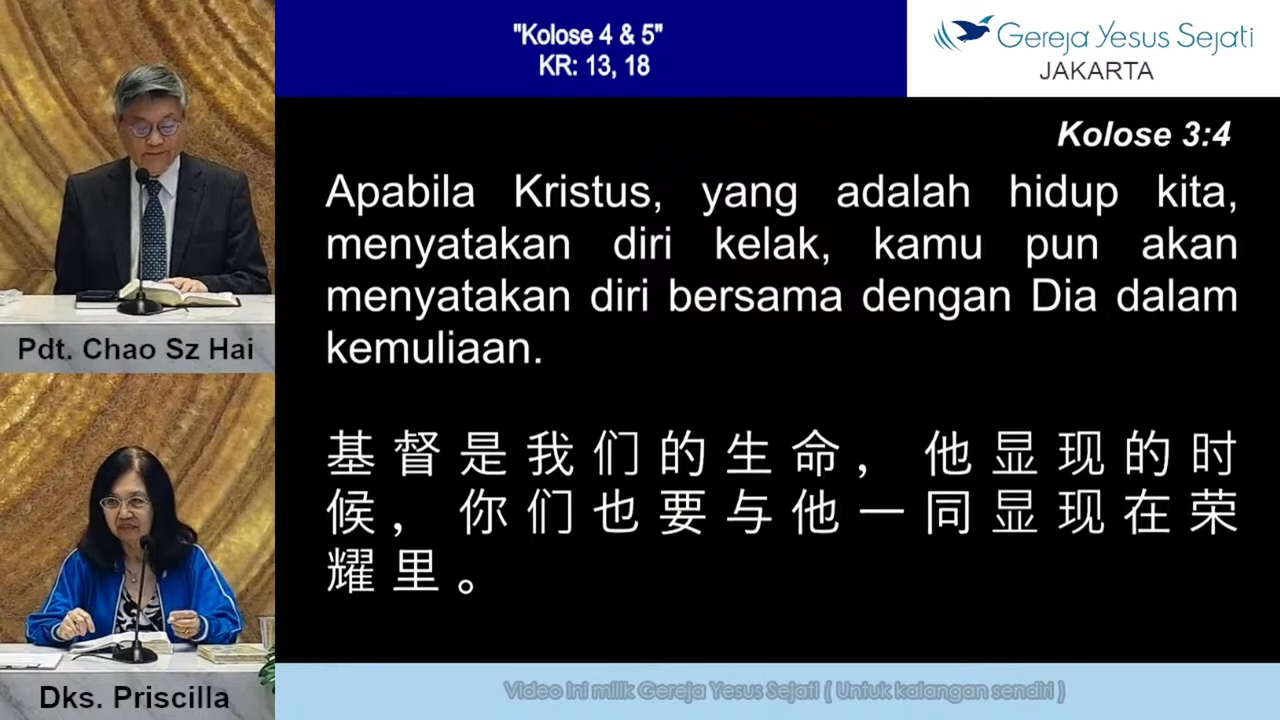 "Kolose 4 & 5"
KR: 13, 18
Gereja Yesus Sejati
JAKARTA
Kolose 3:4
Apabila Kristus, yang adalah hidup kita,
menyatakan diri kelak, kamu pun akan
menyatakan diri bersama dengan Dia dalam
kemuliaan.
基督是我们的生命，他显现的时
候，你们也要与他一同显现在荣
耀里。
Pdt. Chao Sz Hai
Dks. Priscilla
Video ini milik Gereja Yesus Sejati ( Untuk kalangan sendiri )